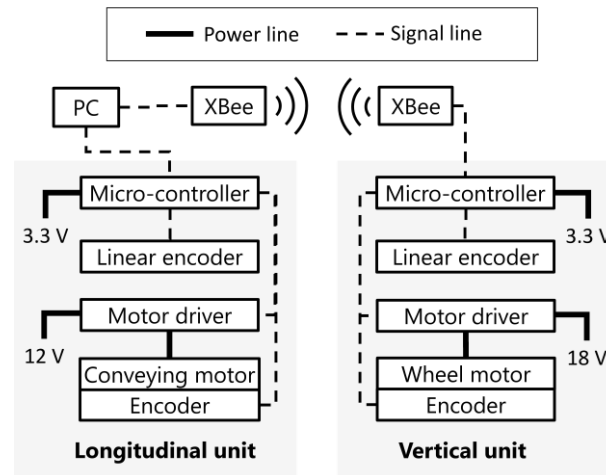 Power line
Signal line
PC
XBee
XBee
Micro-controller
3.3 V
Linear encoder
Motor driver
12 V
Conveying motor
Encoder
Longitudinal unit
Micro-controller
3.3 V
Linear encoder
Motor driver
18 V
Wheel motor
Encoder
Vertical unit